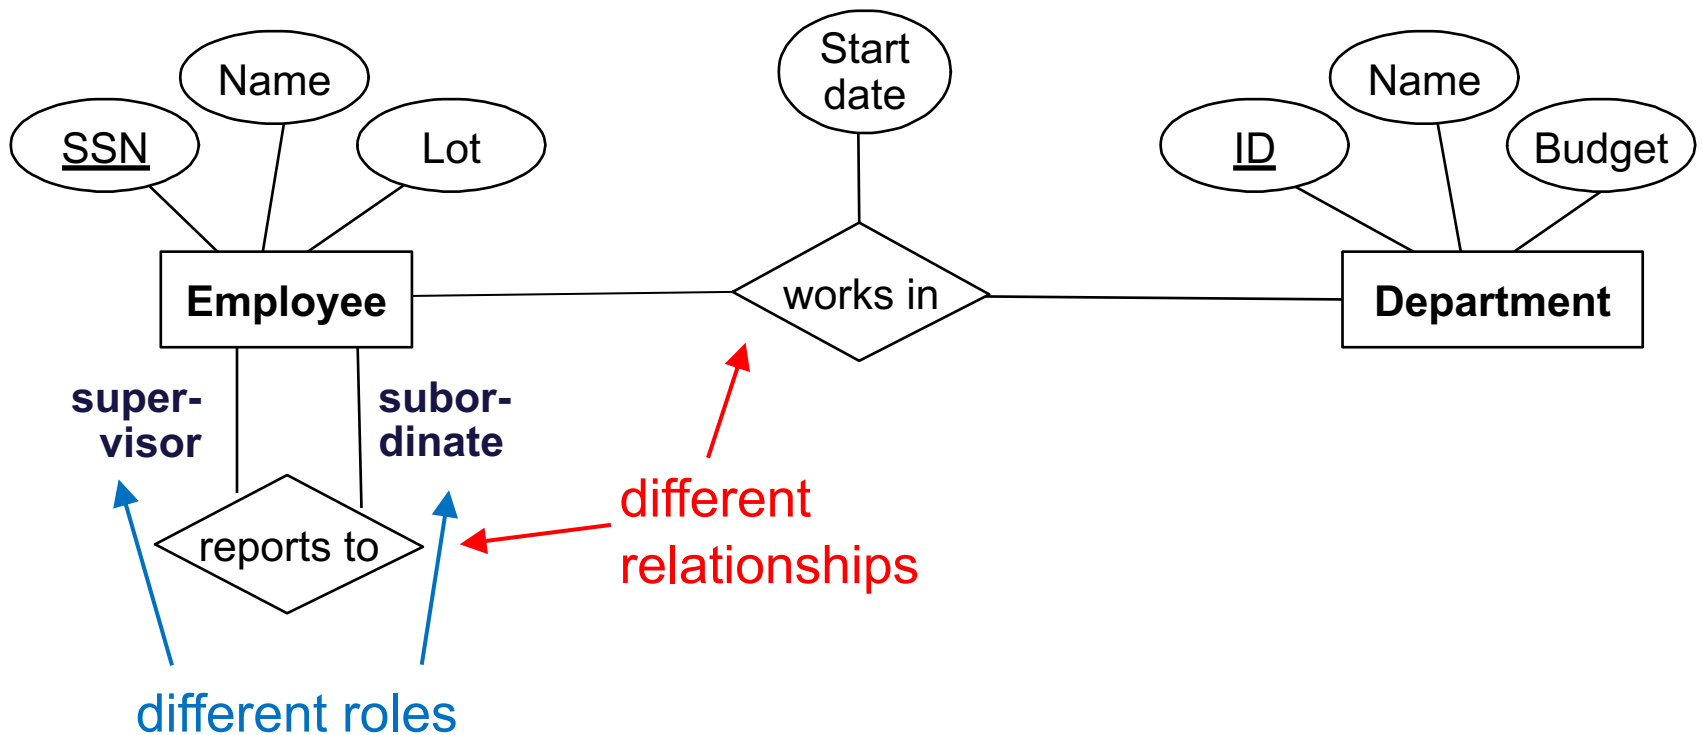 Name
SSN
Lot
Start
date
Name
ID
Budget
Employee
works in
Department
super-
visor
subor-
dinate
reports to
different
relationships
different roles